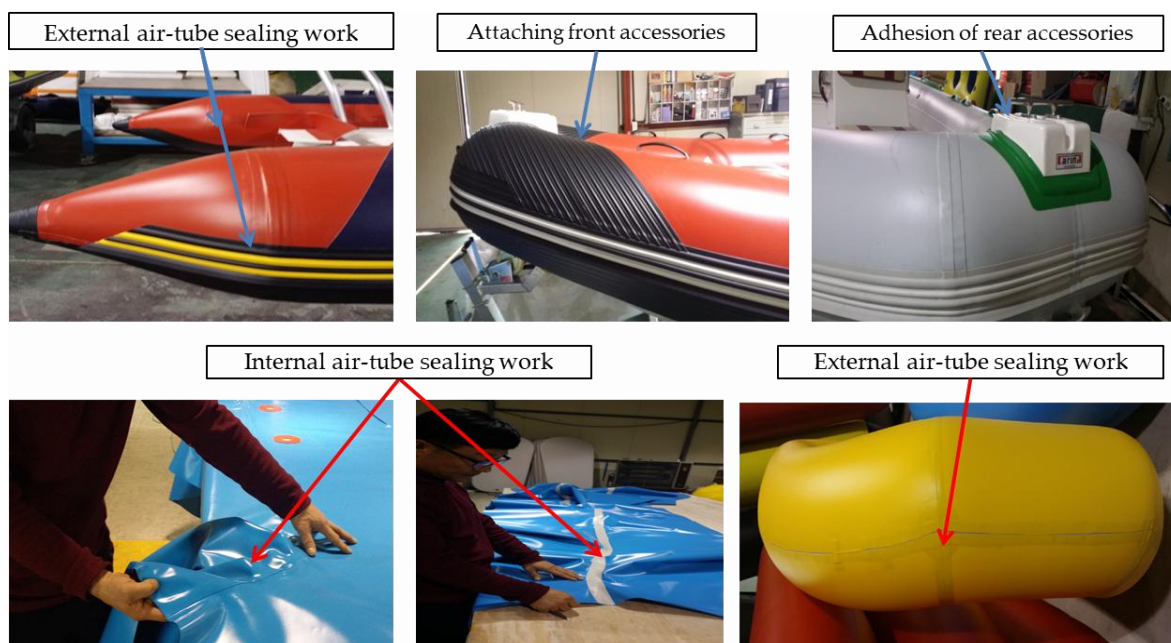 External air-tube sealing work
Attaching front accessories
Adhesion of rear accessories
Internal air-tube sealing work
External air-tube sealing work